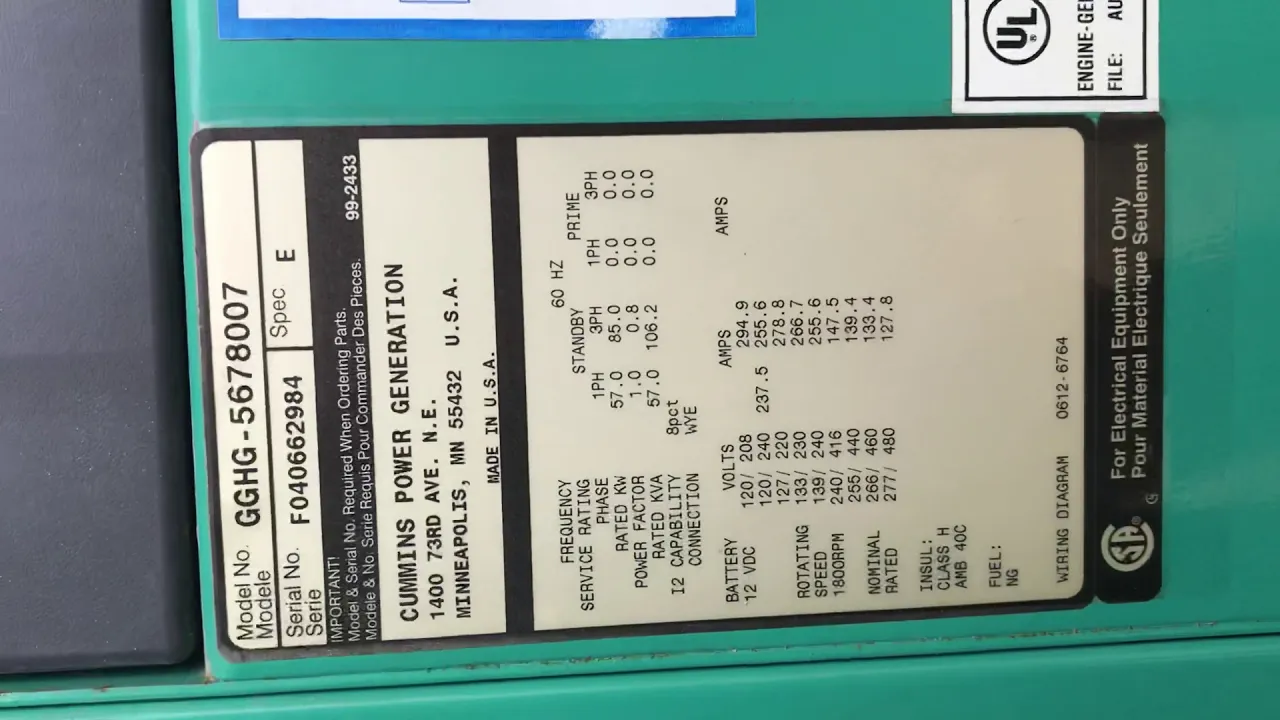 Model No. GGHG-5678007
Modele
Serial No. F040662984 Spec E
Serie
IMPORTANT!
Model & Serial No. Required When Ordering Parts.
Modele & No. Serie Requis Pour Commander Des Pieces. 99-2433
CUMMINS POWER GENERATION
1400 73RD AVE. N.E.
MINNEAPOLIS, MN 55432 U.S.A.
MADE IN U.S.A.
FREQUENCY 60 HZ
SERVICE RATING STANDBY PRIME
PHASE 1PH 3PH 1PH 3PH
RATED KW 57.0 85.0 0.0 0.0
POWER FACTOR 1.0 0.8 0.0 0.0
RATED KVA 57.0 106.2 0.0 0.0
I2 CAPABILITY 8pct
CONNECTION WYE
BATTERY VOLTS AMPS AMPS
12 VDC 120/ 208 294.9
120/ 240 237.5 255.6
127/ 220 278.8
ROTATING 133/ 230 266.7
SPEED 139/ 240 255.6
1800RPM 240/ 416 147.5
255/ 440 139.4
NOMINAL 266/ 460 133.4
RATED 277/ 480 127.8
INSUL:
CLASS H
AMB 40C
FUEL:
NG
WIRING DIAGRAM 0612-6764
SA ®
G
For Electrical Equipment Only
Pour Material Electrique Seulement
UL ®
ENGINE-GE
FILE: AU